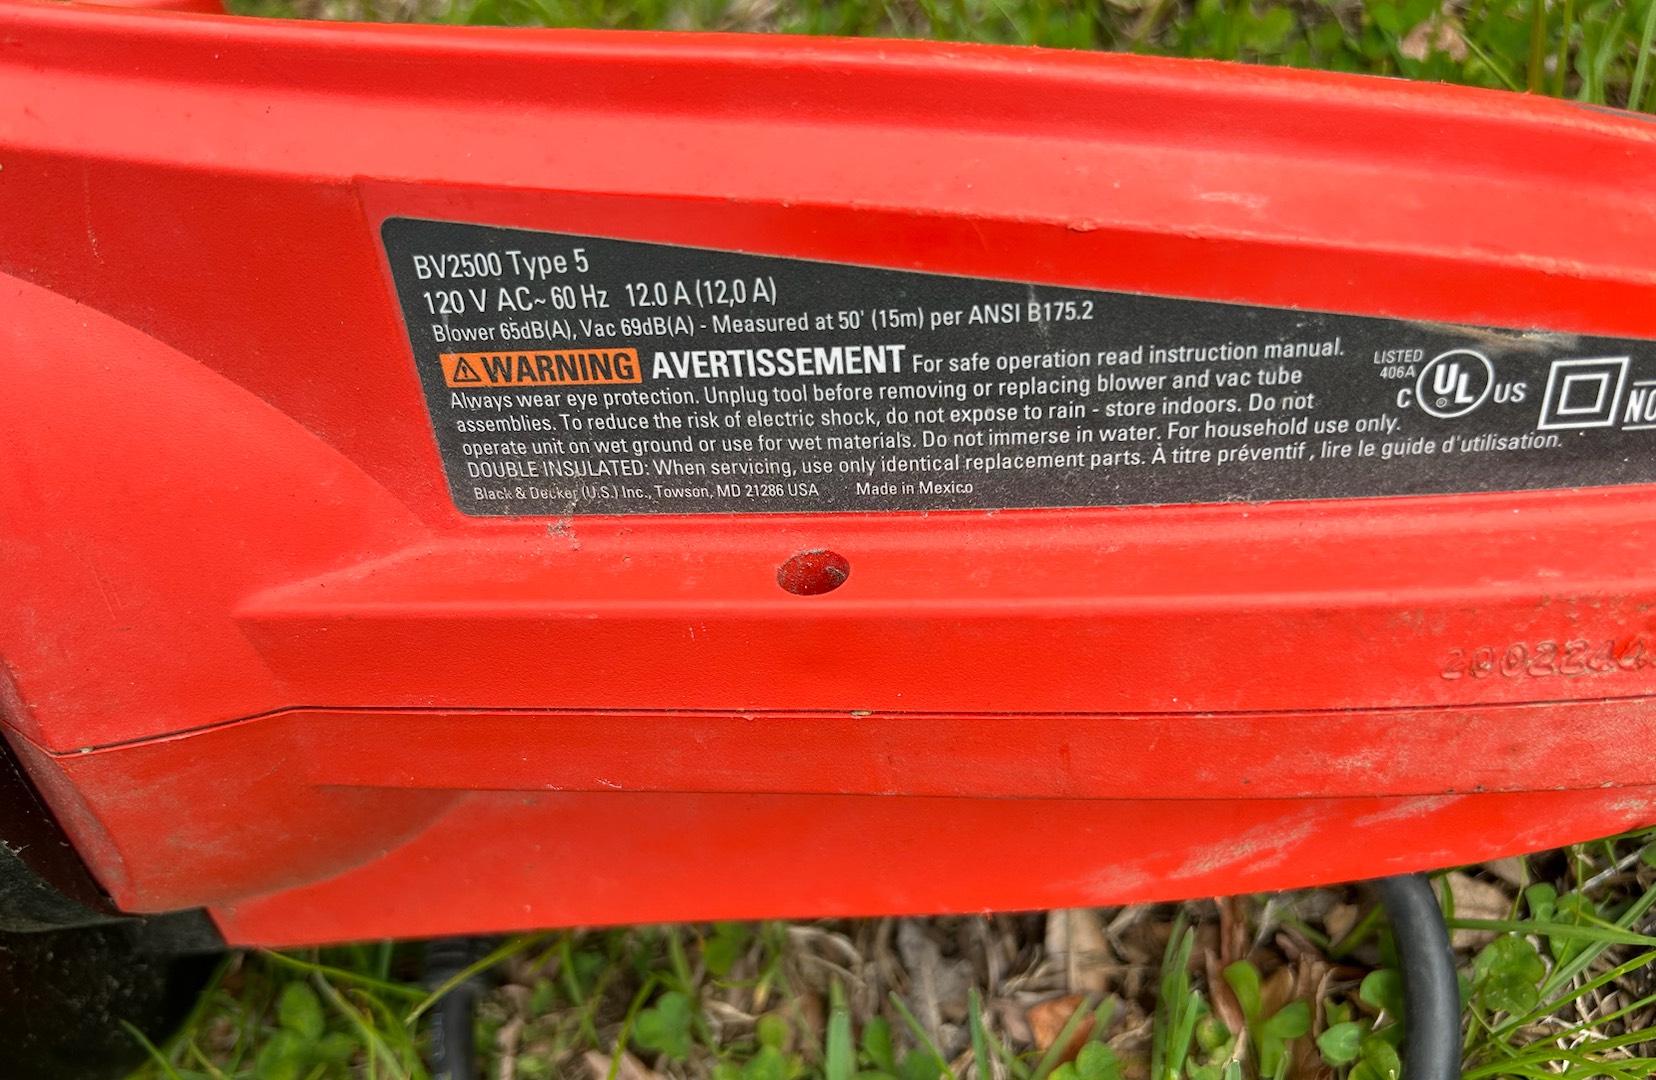 BV2500 Type 5
120 V AC~ 60 Hz 12.0 A (12,0 A)
Blower 65dB(A), Vac 69dB(A) - Measured at 50' (15m) per ANSI B175.2
⚠WARNING AVERTISSEMENT For safe operation read instruction manual.
Always wear eye protection. Unplug tool before removing or replacing blower and vac tube
assemblies. To reduce the risk of electric shock, do not expose to rain - store indoors. Do not
operate unit on wet ground or use for wet materials. Do not immerse in water. For household use only.
DOUBLE INSULATED: When servicing, use only identical replacement parts. À titre préventif , lire le guide d'utilisation.
Black & Decker (U.S.) Inc., Towson, MD 21286 USA Made in Mexico
LISTED
406A
C UL US